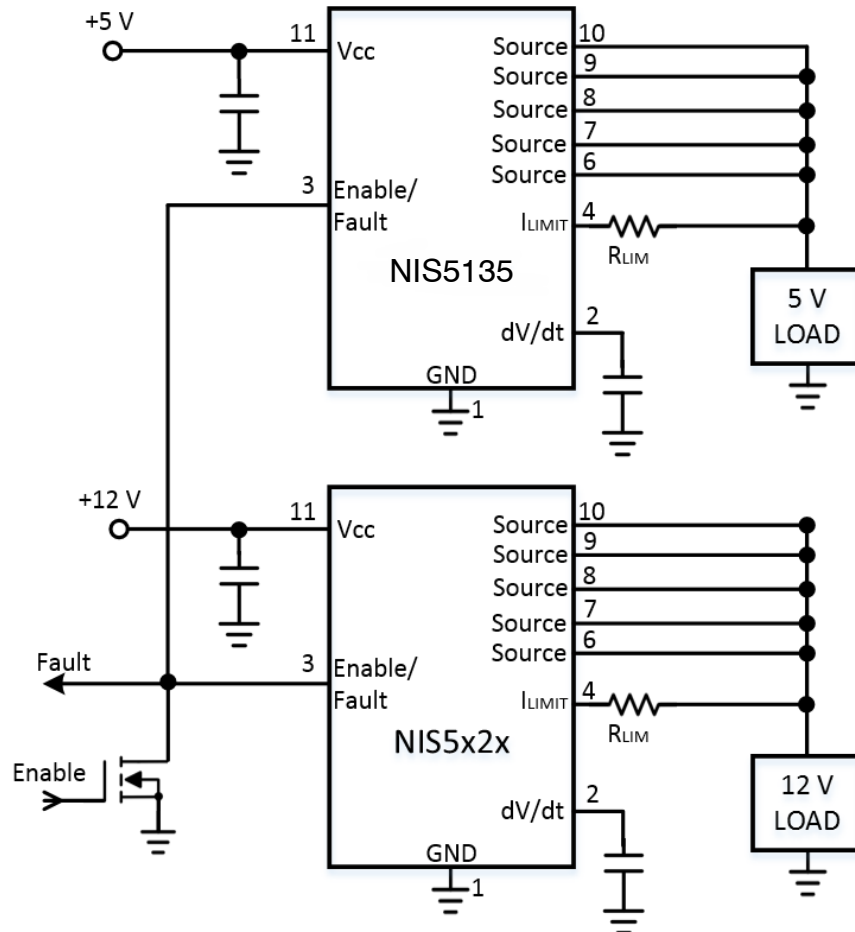 +5 V
11
Vcc
Source
10
Source
9
Source
8
Source
7
Source
6
3
Enable/
Fault
ILIMIT
4
RLIM
NIS5135
5 V
LOAD
dV/dt
2
GND
1
+12 V
11
Vcc
Source
10
Source
9
Source
8
Source
7
Source
6
Fault
3
Enable/
Fault
ILIMIT
4
RLIM
NIS5x2x
Enable
12 V
LOAD
dV/dt
2
GND
1